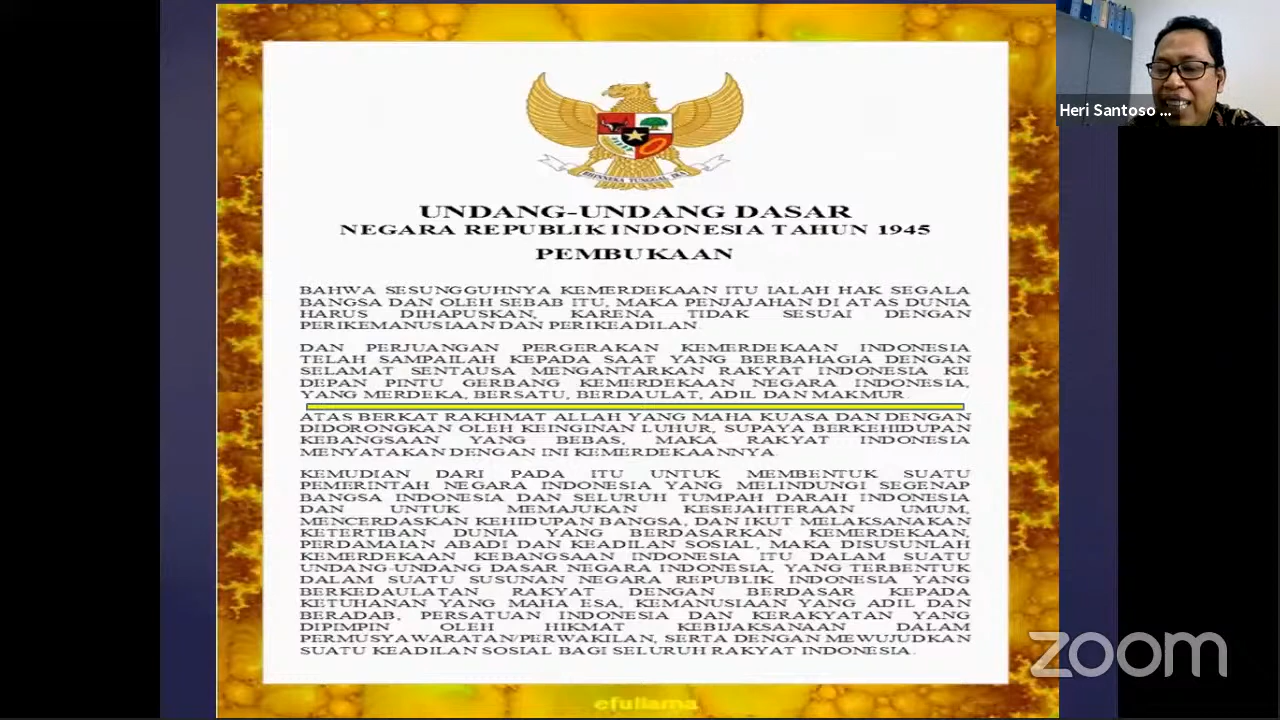 Heri Santoso ...
BHINNEKA TUNGGAL IKA
UNDANG-UNDANG DASAR
NEGARA REPUBLIK INDONESIA TAHUN 1945
PEMBUKAAN
BAHWA SESUNGGUHNYA KEMERDEKAAN ITU IALAH HAK SEGALA
BANGSA DAN OLEH SEBAB ITU, MAKA PENJAJAHAN DI ATAS DUNIA
HARUS DIHAPUSKAN, KARENA TIDAK SESUAI DENGAN
PERIKEMANUSIAAN DAN PERIKEADILAN.
DAN PERJUANGAN PERGERAKAN KEMERDEKAAN INDONESIA
TELAH SAMPAILAH KEPADA SAAT YANG BERBAHAGIA DENGAN
SELAMAT SENTAUSA MENGANTARKAN RAKYAT INDONESIA KE
DEPAN PINTU GERBANG KEMERDEKAAN NEGARA INDONESIA,
YANG MERDEKA, BERSATU, BERDAULAT, ADIL DAN MAKMUR.
ATAS BERKAT RAKHMAT ALLAH YANG MAHA KUASA DAN DENGAN
DIDORONGKAN OLEH KEINGINAN LUHUR, SUPAYA BERKEHIDUPAN
KEBANGSAAN YANG BEBAS, MAKA RAKYAT INDONESIA
MENYATAKAN DENGAN INI KEMERDEKAANNYA.
KEMUDIAN DARI PADA ITU UNTUK MEMBENTUK SUATU
PEMERINTAH NEGARA INDONESIA YANG MELINDUNGI SEGENAP
BANGSA INDONESIA DAN SELURUH TUMPAH DARAH INDONESIA
DAN UNTUK MEMAJUKAN KESEJAHTERAAN UMUM,
MENCERDASKAN KEHIDUPAN BANGSA, DAN IKUT MELAKSANAKAN
KETERTIBAN DUNIA YANG BERDASARKAN KEMERDEKAAN,
PERDAMAIAN ABADI DAN KEADILAN SOSIAL, MAKA DISUSUNLAH
KEMERDEKAAN KEBANGSAAN INDONESIA ITU DALAM SUATU
UNDANG-UNDANG DASAR NEGARA INDONESIA, YANG TERBENTUK
DALAM SUATU SUSUNAN NEGARA REPUBLIK INDONESIA YANG
BERKEDAULATAN RAKYAT DENGAN BERDASAR KEPADA
KETUHANAN YANG MAHA ESA, KEMANUSIAAN YANG ADIL DAN
BERADAB, PERSATUAN INDONESIA DAN KERAKYATAN YANG
DIPIMPIN OLEH HIKMAT KEBIJAKSANAAN DALAM
PERMUSYAWARATAN/PERWAKILAN, SERTA DENGAN MEWUJUDKAN
SUATU KEADILAN SOSIAL BAGI SELURUH RAKYAT INDONESIA.
zoom
efullama